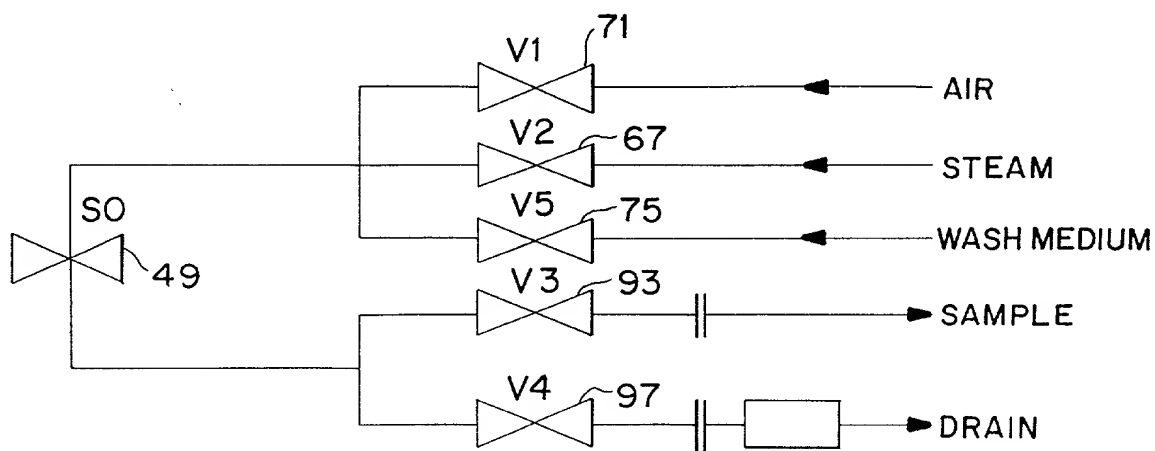 V1 71
AIR
V2 67
STEAM
SO
V5 75
WASH MEDIUM
49
V3 93
SAMPLE
V4 97
DRAIN